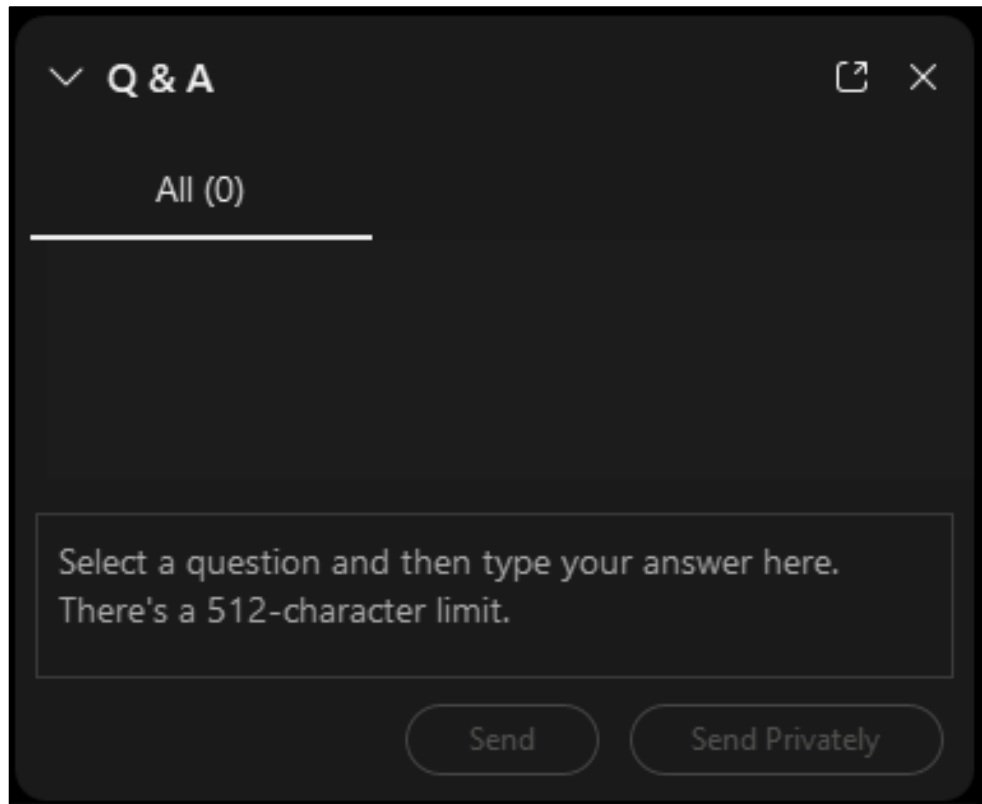 Q & A
All (0)
Select a question and then type your answer here.
There's a 512-character limit.
Send
Send Privately